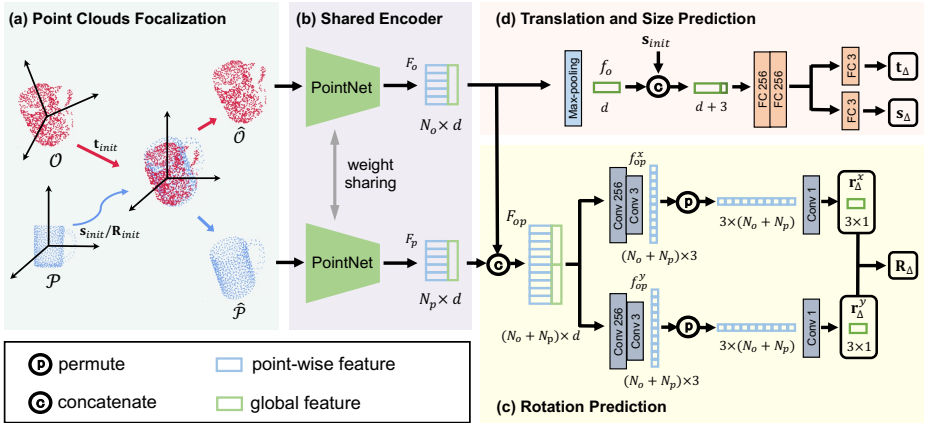 (a) Point Clouds Focalization
𝒪
t_init
Ô
s_init/R_init
𝒫
𝒫̂
(b) Shared Encoder
PointNet
F_o
N_o × d
weight
sharing
PointNet
F_p
N_p × d
(d) Translation and Size Prediction
Max-pooling
f_o
d
s_init
c
d + 3
FC 256
FC 256
FC 3
t_Δ
FC 3
s_Δ
F_op
c
(N_o + N_p) × d
Conv 256
Conv 3
f_op^x
(N_o + N_p)×3
p
3×(N_o + N_p)
Conv 1
r_Δ^x
3×1
R_Δ
Conv 256
Conv 3
f_op^y
(N_o + N_p)×3
p
3×(N_o + N_p)
Conv 1
r_Δ^y
3×1
(c) Rotation Prediction
p permute
point-wise feature
c concatenate
global feature